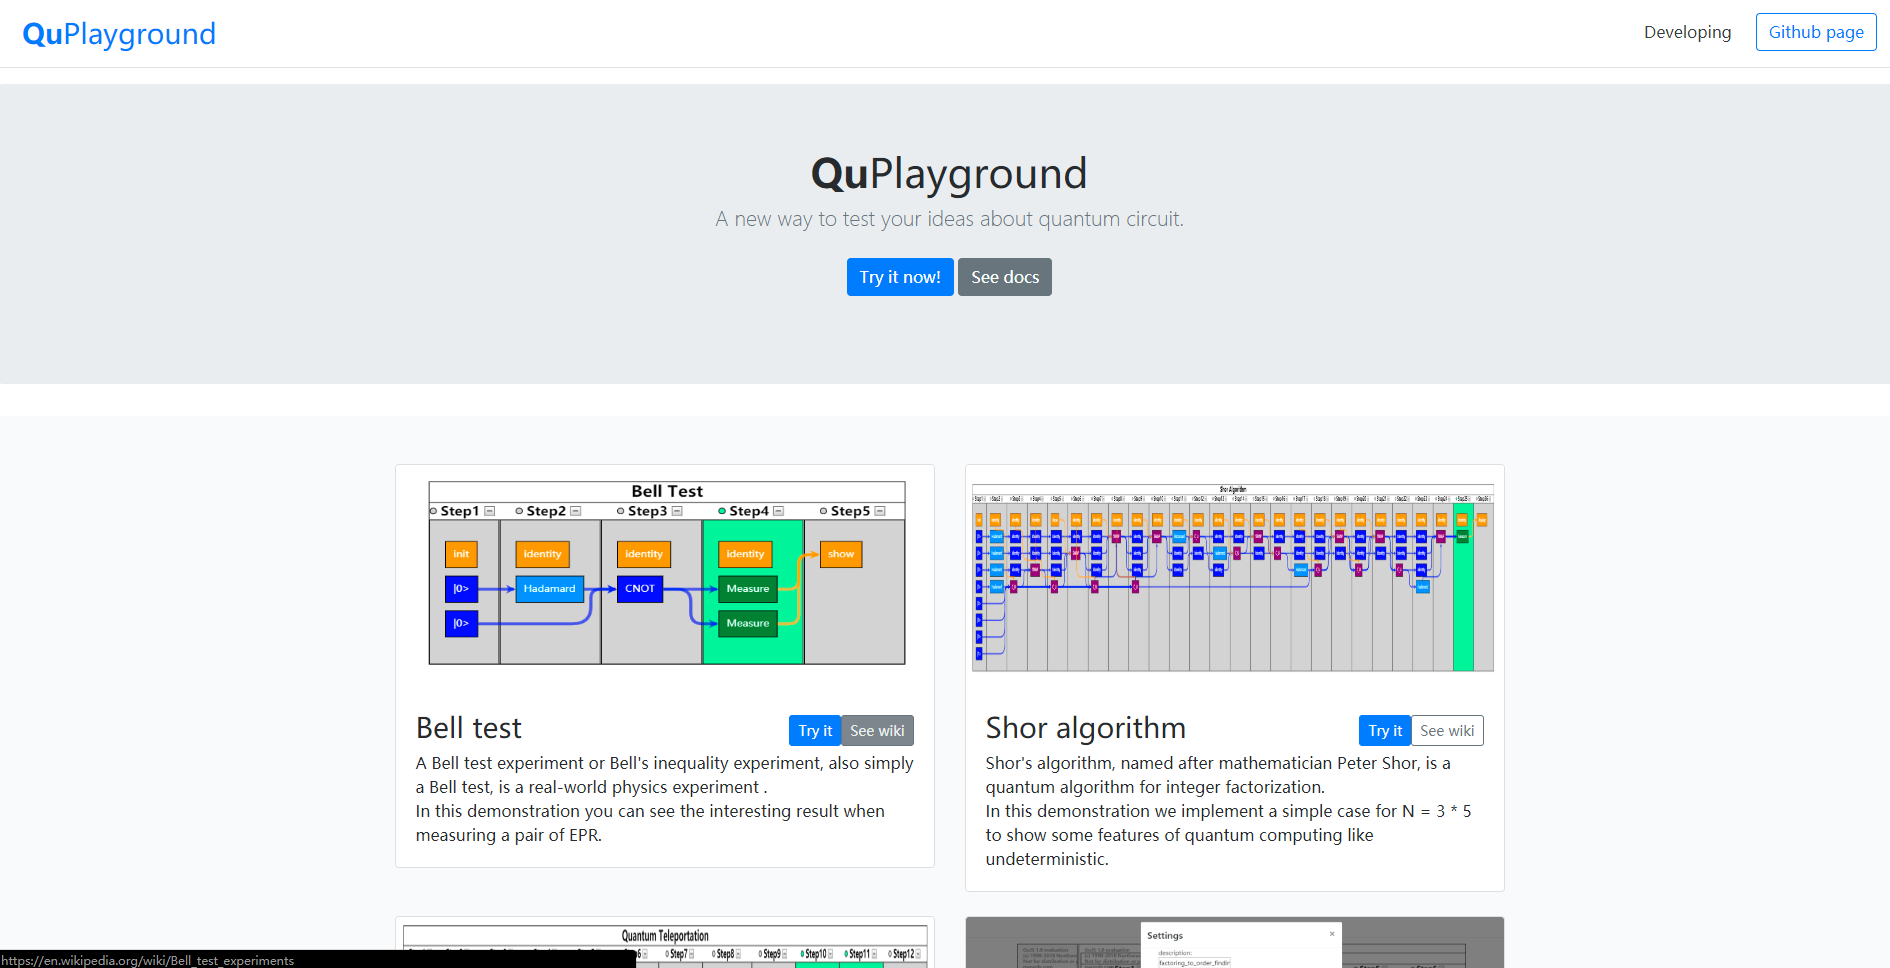 QuPlayground
Developing
Github page
QuPlayground
A new way to test your ideas about quantum circuit.
Try it now!
See docs
Bell Test
Step1 Step2 Step3 Step4 Step5
init identity identity identity show
|0> Hadamard CNOT Measure
|0> Measure
Shor Algorithm
Bell test
Try it
See wiki
A Bell test experiment or Bell's inequality experiment, also simply
a Bell test, is a real-world physics experiment .
In this demonstration you can see the interesting result when
measuring a pair of EPR.
Shor algorithm
Try it
See wiki
Shor's algorithm, named after mathematician Peter Shor, is a
quantum algorithm for integer factorization.
In this demonstration we implement a simple case for N = 3 * 5
to show some features of quantum computing like
undeterministic.
Quantum Teleportation
Step7 Step8 Step9 Step10 Step11 Step12
Settings
×
description:
factoring_to_order_findir
https://en.wikipedia.org/wiki/Bell_test_experiments